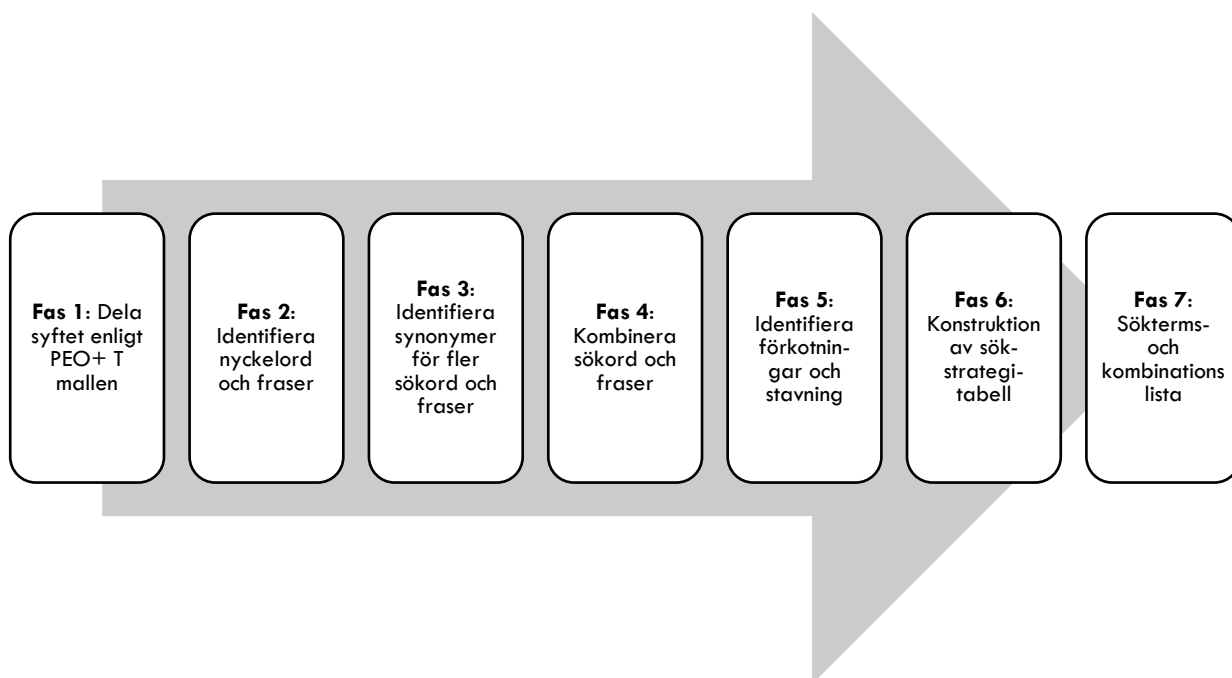 Fas 1: Dela
syftet enligt
PEO+ T
mallen
Fas 2:
Identifiera
nyckelord
och fraser
Fas 3:
Identifiera
synonymer
för fler
sökord och
fraser
Fas 4:
Kombinera
sökord och
fraser
Fas 5:
Identifiera
förkotnin-
gar och
stavning
Fas 6:
Konstruktion
av sök-
strategi-
tabell
Fas 7:
Sökterms-
och
kombinations
lista